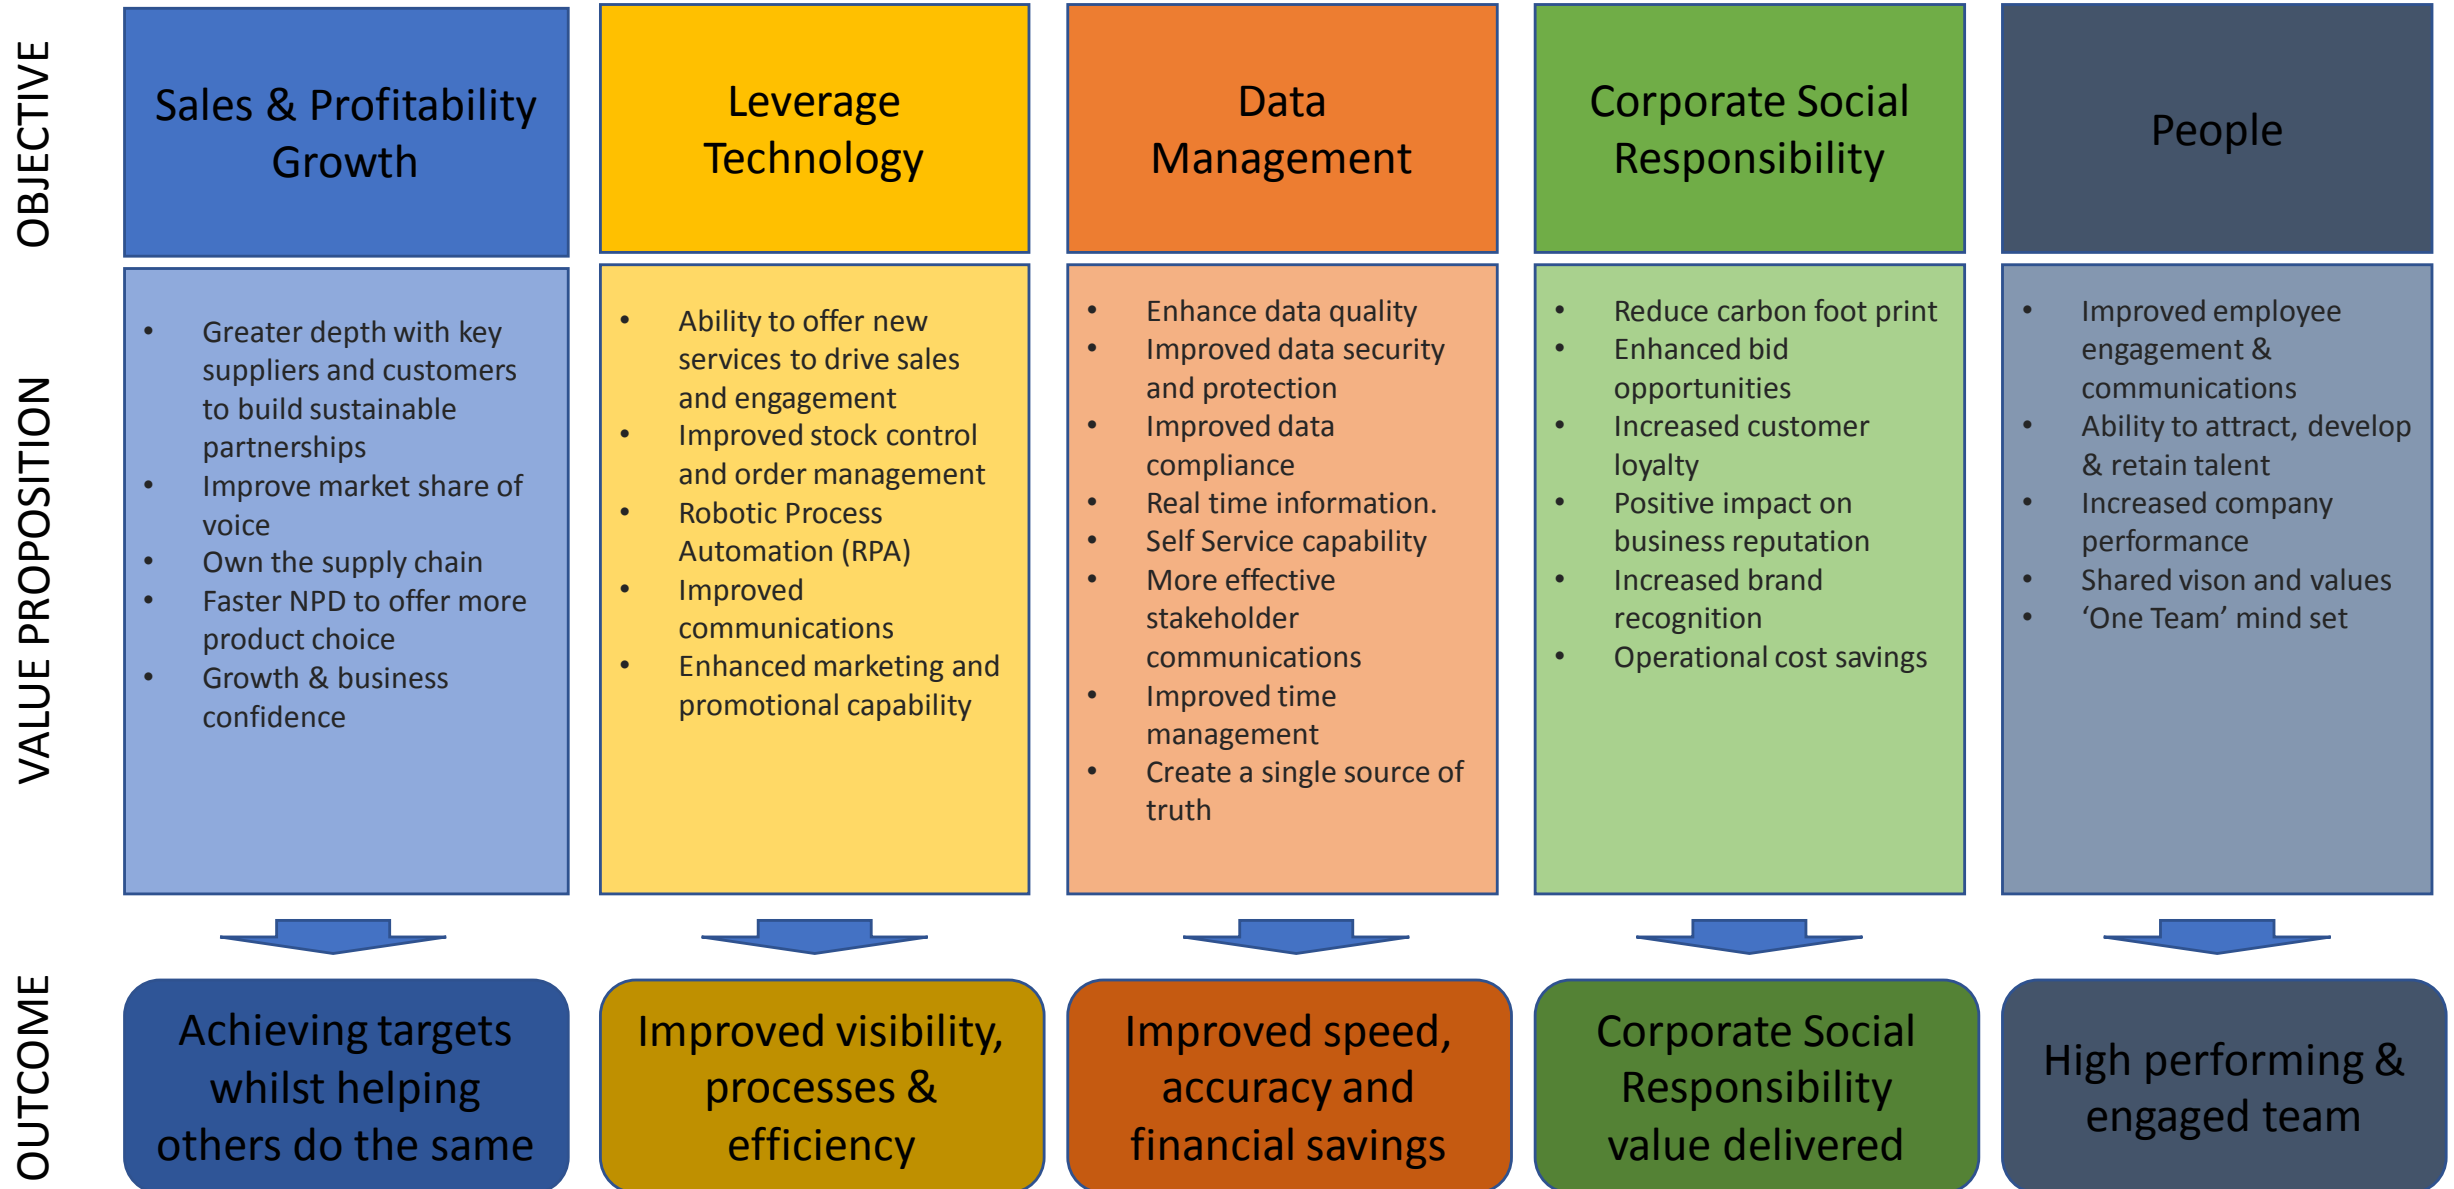 OBJECTIVE
Sales & Profitability
Growth
Leverage
Technology
Data
Management
Corporate Social
Responsibility
People
VALUE PROPOSITION
• Greater depth with key
suppliers and customers
to build sustainable
partnerships
• Improve market share of
voice
• Own the supply chain
• Faster NPD to offer more
product choice
• Growth & business
confidence
• Ability to offer new
services to drive sales
and engagement
• Improved stock control
and order management
• Robotic Process
Automation (RPA)
• Improved
communications
• Enhanced marketing and
promotional capability
• Enhance data quality
• Improved data security
and protection
• Improved data
compliance
• Real time information.
• Self Service capability
• More effective
stakeholder
communications
• Improved time
management
• Create a single source of
truth
• Reduce carbon foot print
• Enhanced bid
opportunities
• Increased customer
loyalty
• Positive impact on
business reputation
• Increased brand
recognition
• Operational cost savings
• Improved employee
engagement &
communications
• Ability to attract, develop
& retain talent
• Increased company
performance
• Shared vison and values
• ‘One Team’ mind set
OUTCOME
Achieving targets
whilst helping
others do the same
Improved visibility,
processes &
efficiency
Improved speed,
accuracy and
financial savings
Corporate Social
Responsibility
value delivered
High performing &
engaged team